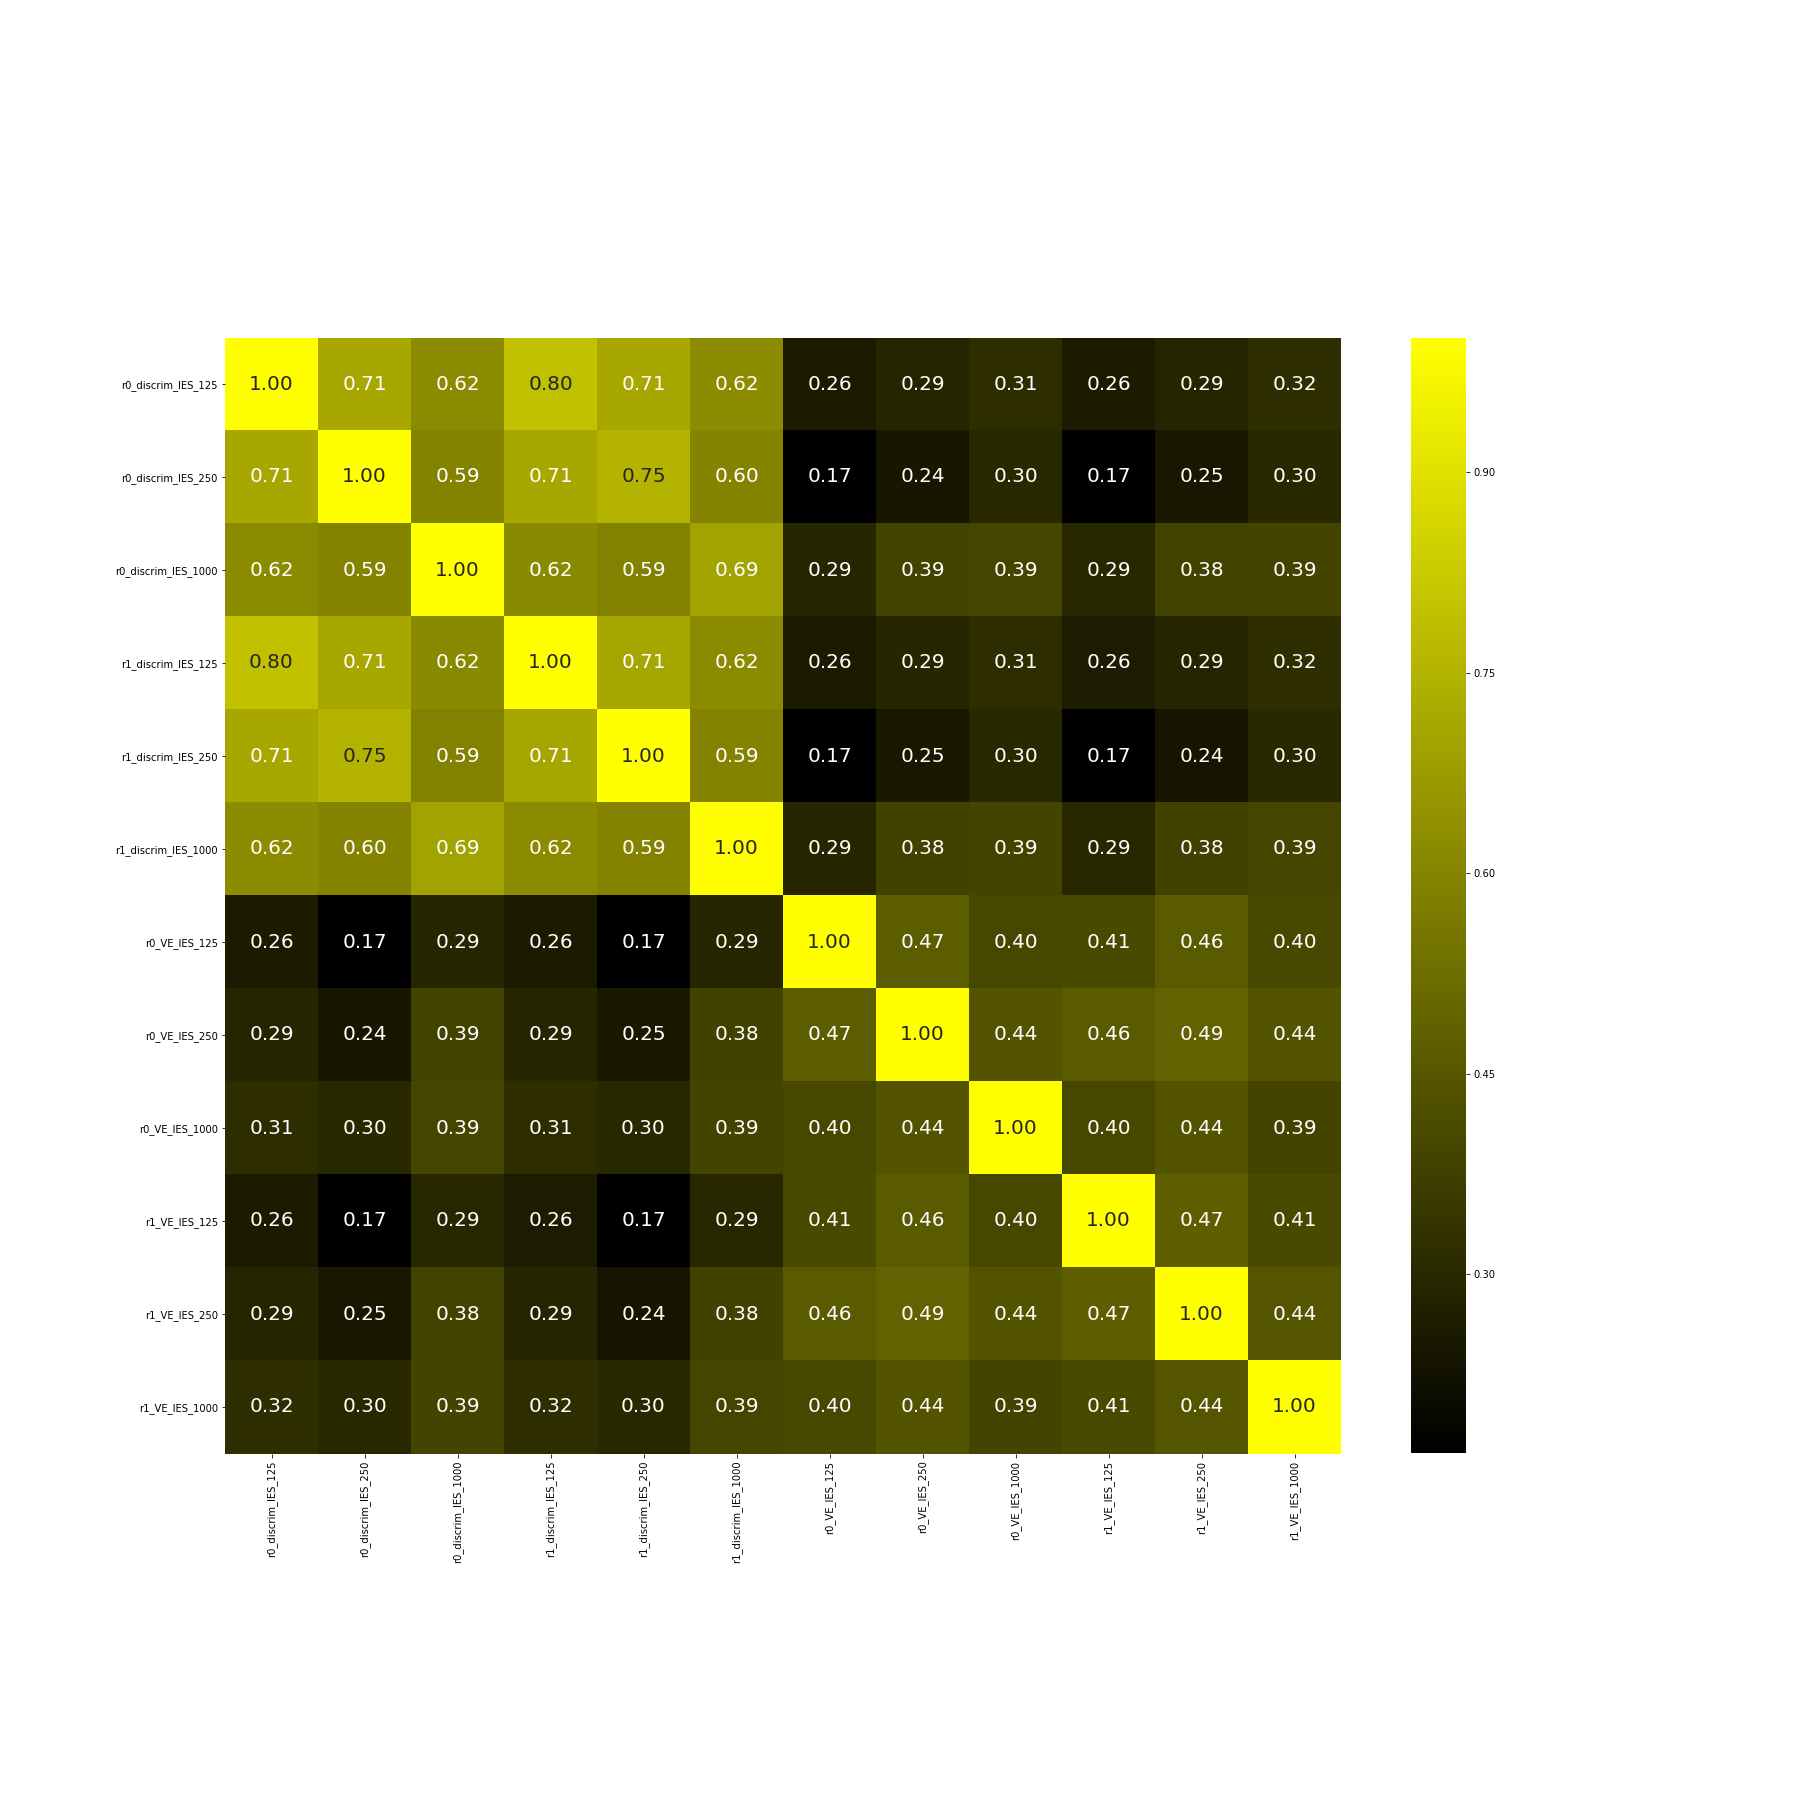 r0_discrim_IES_125 1.00 0.71 0.62 0.80 0.71 0.62 0.26 0.29 0.31 0.26 0.29 0.32
r0_discrim_IES_250 0.71 1.00 0.59 0.71 0.75 0.60 0.17 0.24 0.30 0.17 0.25 0.30
r0_discrim_IES_1000 0.62 0.59 1.00 0.62 0.59 0.69 0.29 0.39 0.39 0.29 0.38 0.39
r1_discrim_IES_125 0.80 0.71 0.62 1.00 0.71 0.62 0.26 0.29 0.31 0.26 0.29 0.32
r1_discrim_IES_250 0.71 0.75 0.59 0.71 1.00 0.59 0.17 0.25 0.30 0.17 0.24 0.30
r1_discrim_IES_1000 0.62 0.60 0.69 0.62 0.59 1.00 0.29 0.38 0.39 0.29 0.38 0.39
r0_VE_IES_125 0.26 0.17 0.29 0.26 0.17 0.29 1.00 0.47 0.40 0.41 0.46 0.40
r0_VE_IES_250 0.29 0.24 0.39 0.29 0.25 0.38 0.47 1.00 0.44 0.46 0.49 0.44
r0_VE_IES_1000 0.31 0.30 0.39 0.31 0.30 0.39 0.40 0.44 1.00 0.40 0.44 0.39
r1_VE_IES_125 0.26 0.17 0.29 0.26 0.17 0.29 0.41 0.46 0.40 1.00 0.47 0.41
r1_VE_IES_250 0.29 0.25 0.38 0.29 0.24 0.38 0.46 0.49 0.44 0.47 1.00 0.44
r1_VE_IES_1000 0.32 0.30 0.39 0.32 0.30 0.39 0.40 0.44 0.39 0.41 0.44 1.00
r0_discrim_IES_125
r0_discrim_IES_250
r0_discrim_IES_1000
r1_discrim_IES_125
r1_discrim_IES_250
r1_discrim_IES_1000
r0_VE_IES_125
r0_VE_IES_250
r0_VE_IES_1000
r1_VE_IES_125
r1_VE_IES_250
r1_VE_IES_1000
0.90
0.75
0.60
0.45
0.30